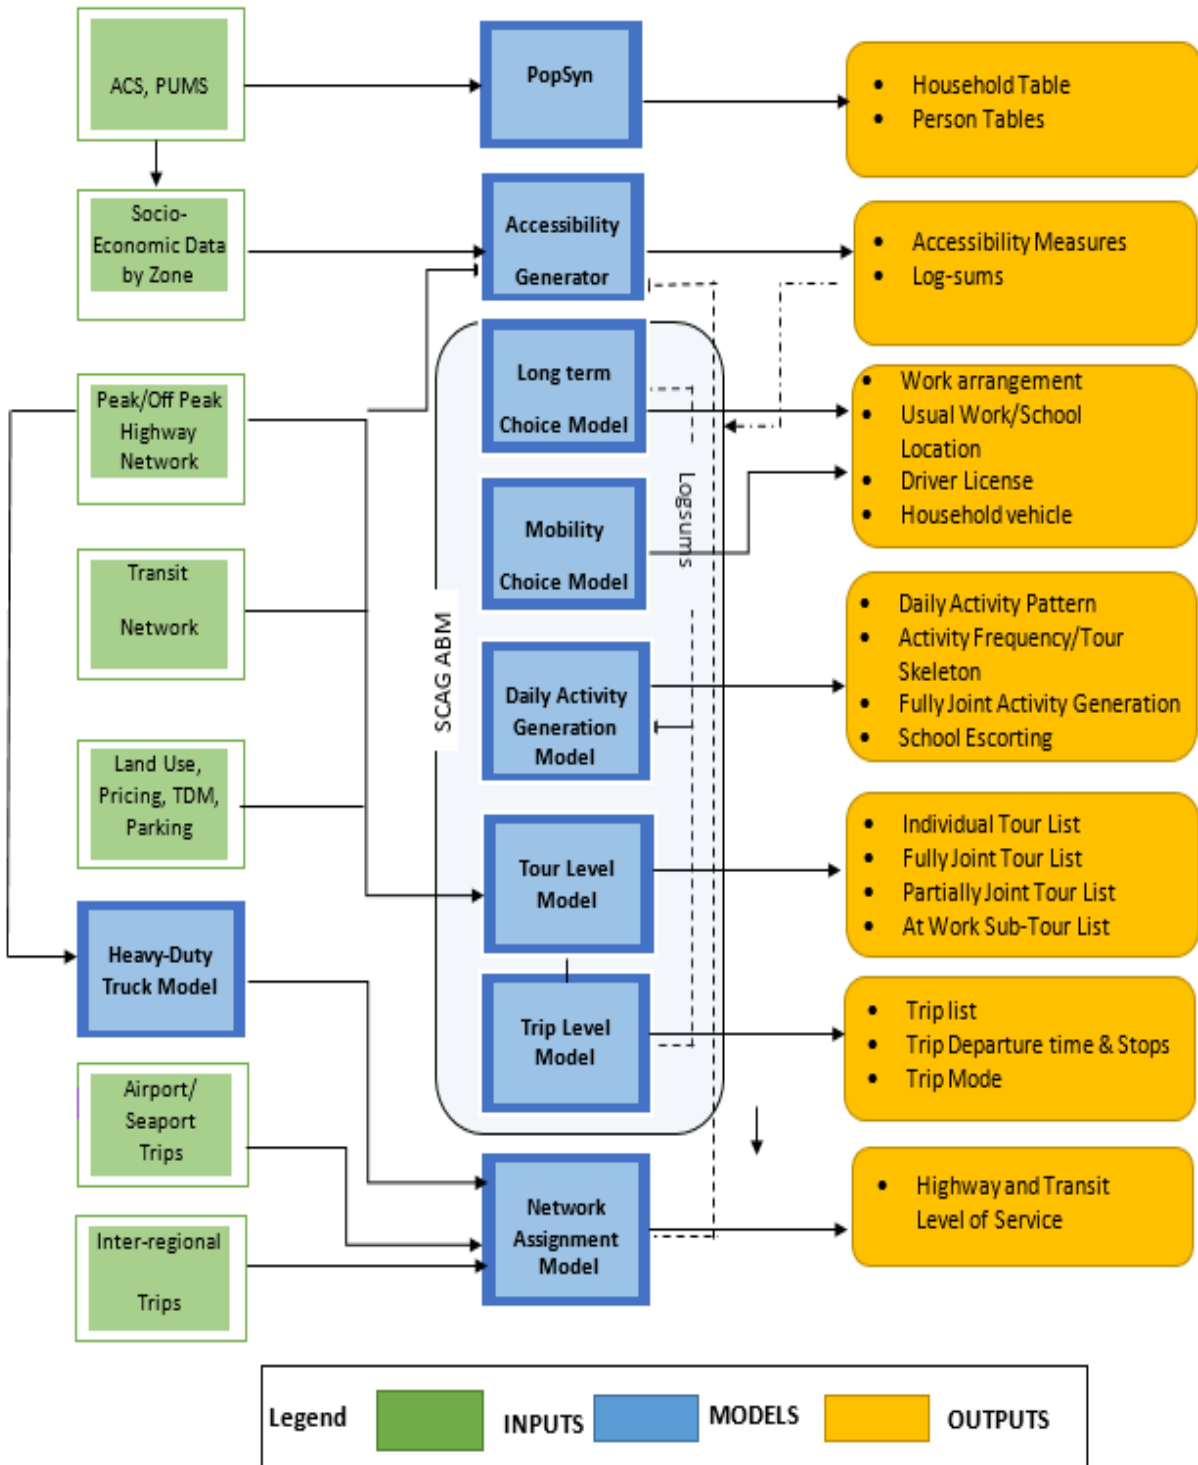 ACS, PUMS
PopSyn
• Household Table
• Person Tables
Socio-
Economic Data
by Zone
Accessibility
Generator
• Accessibility Measures
• Log-sums
Peak/Off Peak
Highway
Network
Long term
Choice Model
• Work arrangement
• Usual Work/School
Location
• Driver License
• Household vehicle
Logsums
Transit
Network
Mobility
Choice Model
SCAG ABM
Daily Activity
Generation
Model
• Daily Activity Pattern
• Activity Frequency/Tour
Skeleton
• Fully Joint Activity Generation
• School Escorting
Land Use,
Pricing, TDM,
Parking
Tour Level
Model
• Individual Tour List
• Fully Joint Tour List
• Partially Joint Tour List
• At Work Sub-Tour List
Heavy-Duty
Truck Model
Trip Level
Model
• Trip list
• Trip Departure time & Stops
• Trip Mode
Airport/
Seaport
Trips
Network
Assignment
Model
• Highway and Transit
Level of Service
Inter-regional
Trips
Legend
INPUTS
MODELS
OUTPUTS